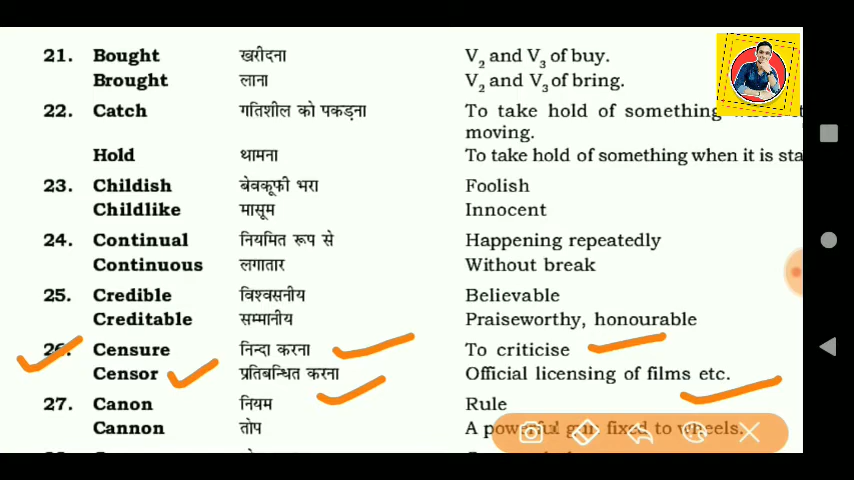 21. Bought खरीदना V2 and V3 of buy.
Brought लाना V2 and V3 of bring.
22. Catch गतिशील को पकड़ना To take hold of something
moving.
Hold थामना To take hold of something when it is sta
23. Childish बेवकूफी भरा Foolish
Childlike मासूम Innocent
24. Continual नियमित रूप से Happening repeatedly
Continuous लगातार Without break
25. Credible विश्वसनीय Believable
Creditable सम्मानीय Praiseworthy, honourable
26. Censure निन्दा करना To criticise
Censor प्रतिबन्धित करना Official licensing of films etc.
27. Canon नियम Rule
Cannon तोप A powerful gun fixed to wheels.